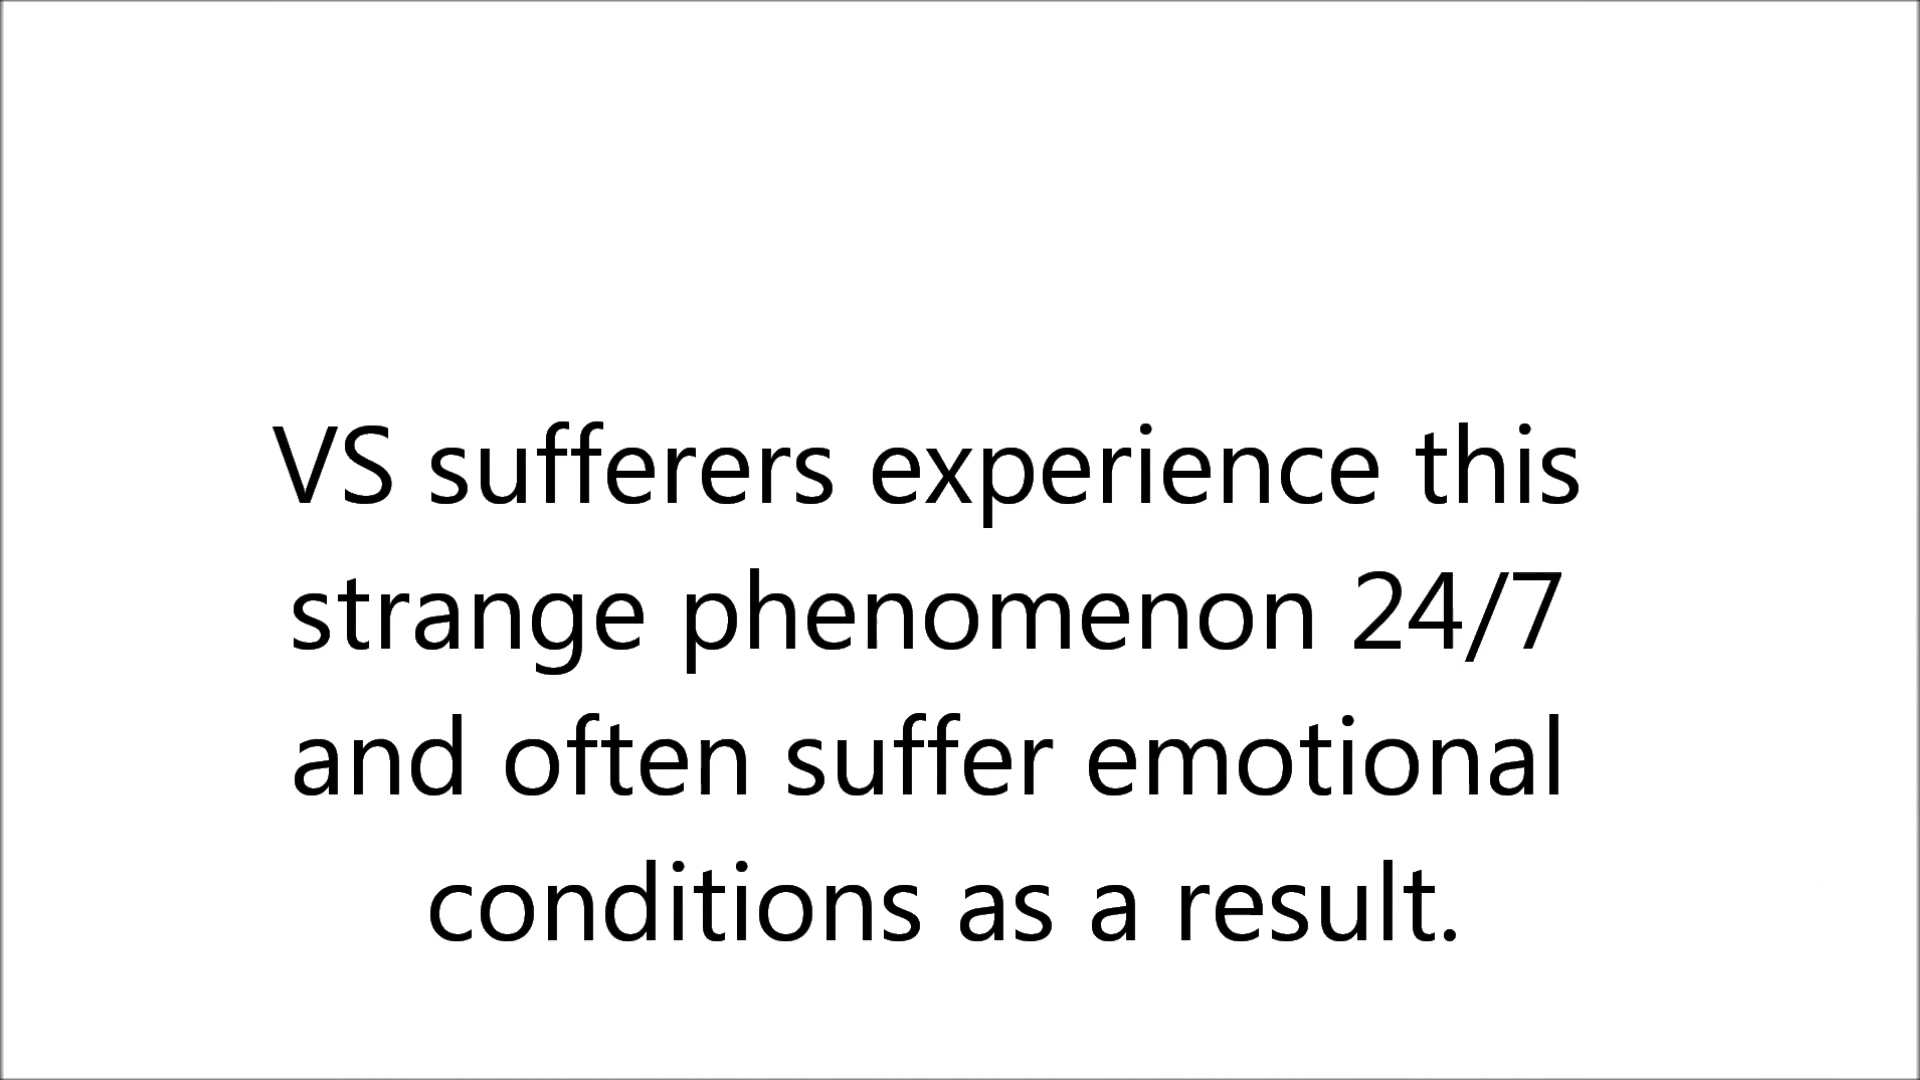 VS sufferers experience this
strange phenomenon 24/7
and often suffer emotional
conditions as a result.